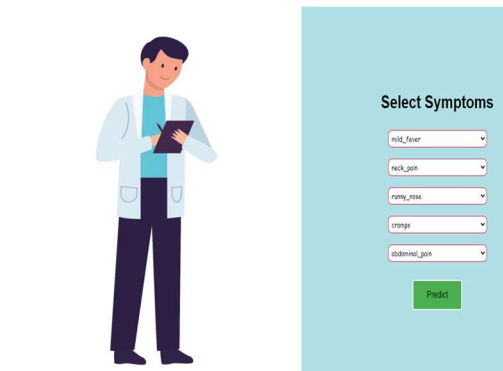 Select Symptoms
mild_fever
neck_pain
runny_nose
cramps
abdominal_pain
Predict